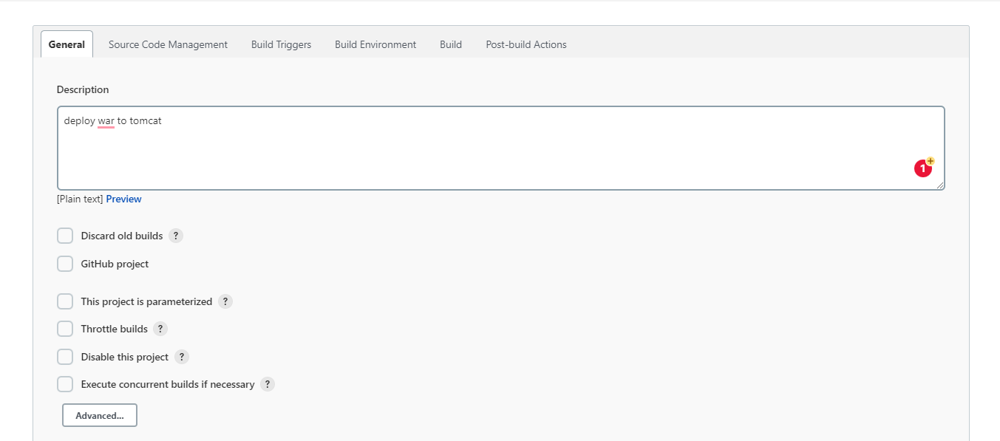 General Source Code Management Build Triggers Build Environment Build Post-build Actions
Description
deploy war to tomcat
1+
[Plain text] Preview
Discard old builds ?
GitHub project
This project is parameterized ?
Throttle builds ?
Disable this project ?
Execute concurrent builds if necessary ?
Advanced...